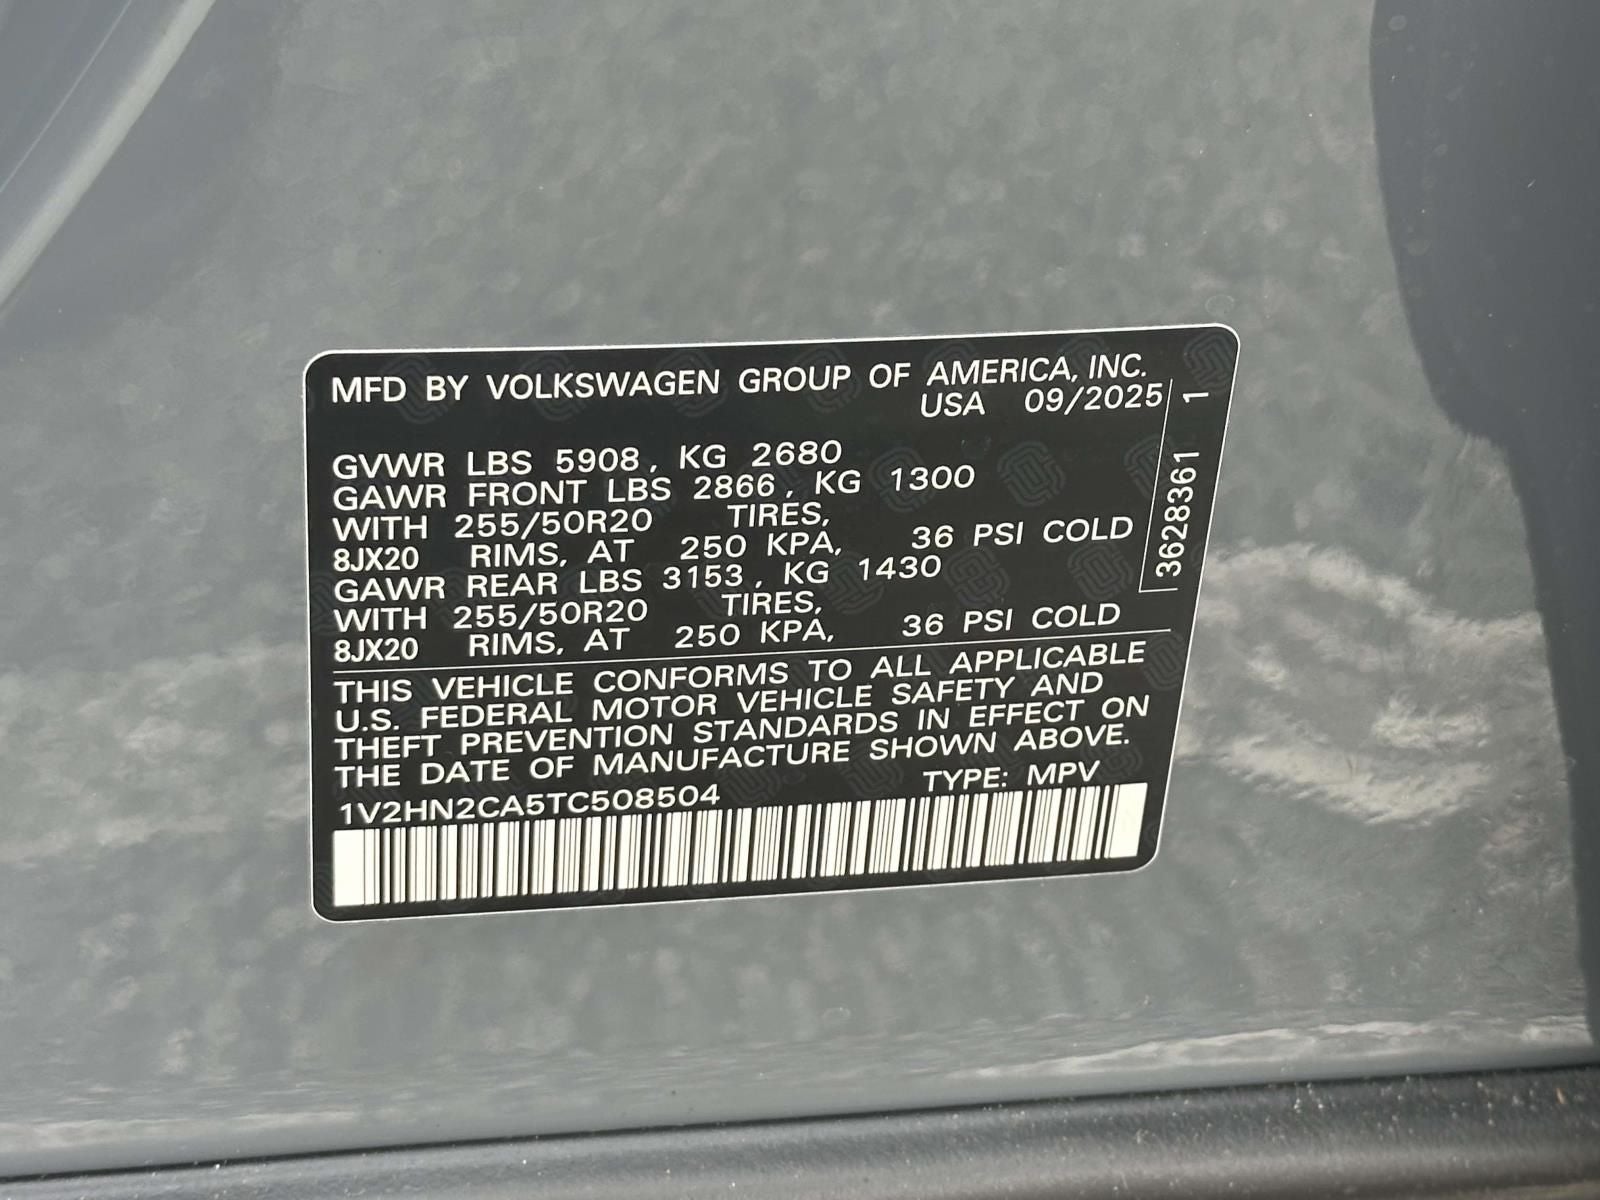 MFD BY VOLKSWAGEN GROUP OF AMERICA, INC.
USA 09/2025
GVWR LBS 5908, KG 2680
GAWR FRONT LBS 2866, KG 1300
WITH 255/50R20 TIRES,
8JX20 RIMS, AT 250 KPA, 36 PSI COLD
GAWR REAR LBS 3153, KG 1430
WITH 255/50R20 TIRES,
8JX20 RIMS, AT 250 KPA, 36 PSI COLD
THIS VEHICLE CONFORMS TO ALL APPLICABLE
U.S. FEDERAL MOTOR VEHICLE SAFETY AND
THEFT PREVENTION STANDARDS IN EFFECT ON
THE DATE OF MANUFACTURE SHOWN ABOVE.
1V2HN2CA5TC508504 TYPE: MPV
3628361 1